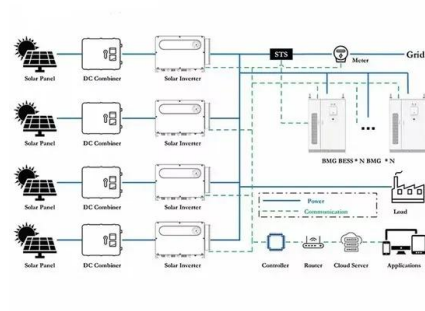 STS
Meter
Grid
Solar Panel DC Combiner Solar Inverter
Solar Panel DC Combiner Solar Inverter
BMG BESS * N BMG * N
Solar Panel DC Combiner Solar Inverter
Power
Communication
Load
Solar Panel DC Combiner Solar Inverter
Controller Router Cloud Server Applications